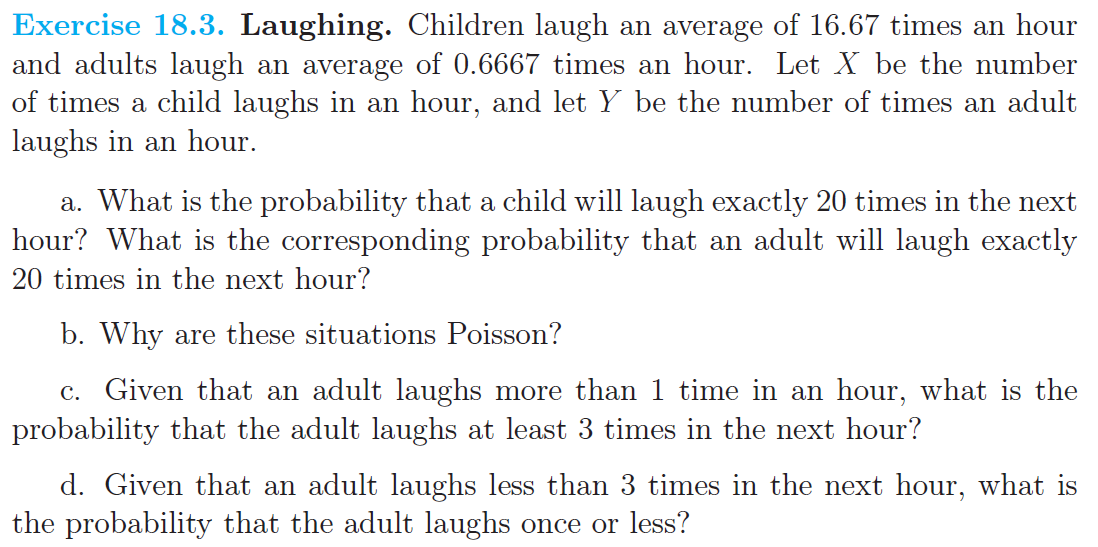 Exercise 18.3. Laughing. Children laugh an average of 16.67 times an hour
and adults laugh an average of 0.6667 times an hour. Let X be the number
of times a child laughs in an hour, and let Y be the number of times an adult
laughs in an hour.
a. What is the probability that a child will laugh exactly 20 times in the next
hour? What is the corresponding probability that an adult will laugh exactly
20 times in the next hour?
b. Why are these situations Poisson?
c. Given that an adult laughs more than 1 time in an hour, what is the
probability that the adult laughs at least 3 times in the next hour?
d. Given that an adult laughs less than 3 times in the next hour, what is
the probability that the adult laughs once or less?